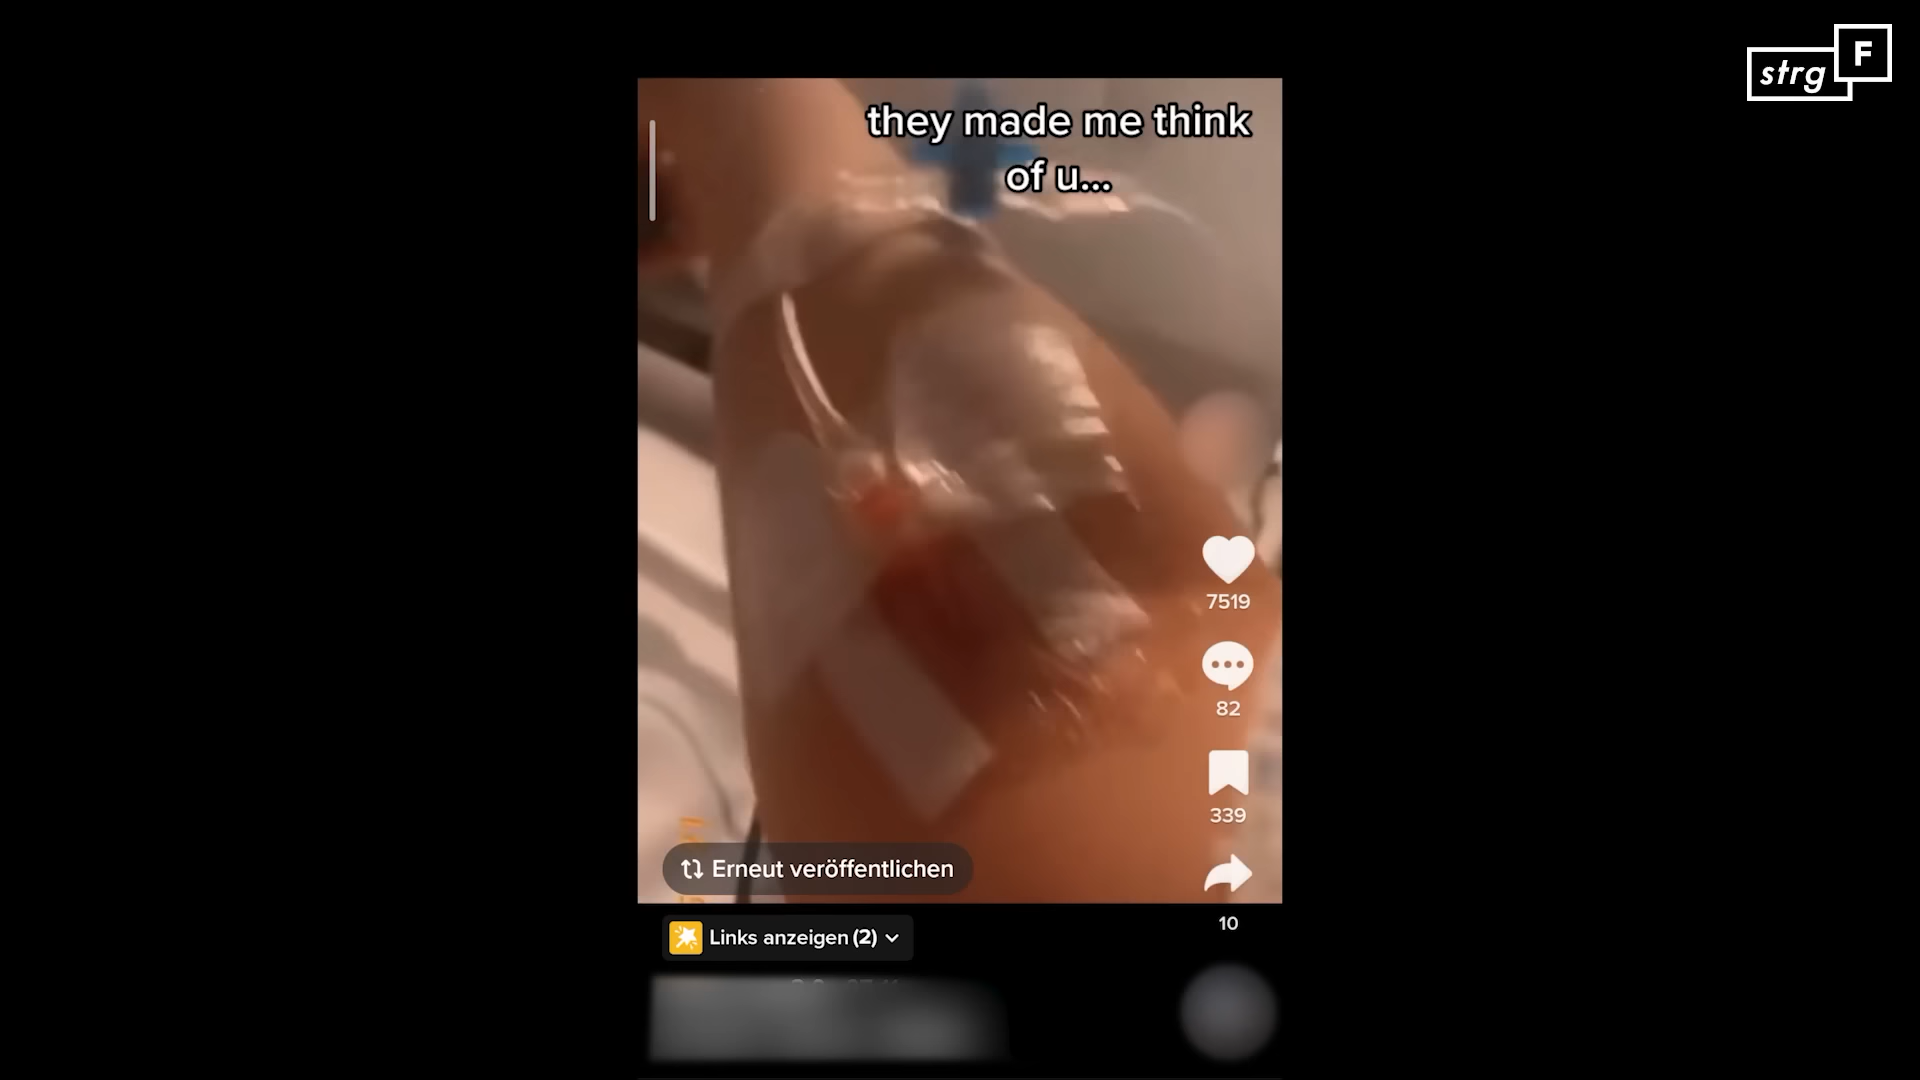 strg F
they made me think
of u...
7519
82
339
Erneut veröffentlichen
10
Links anzeigen (2)